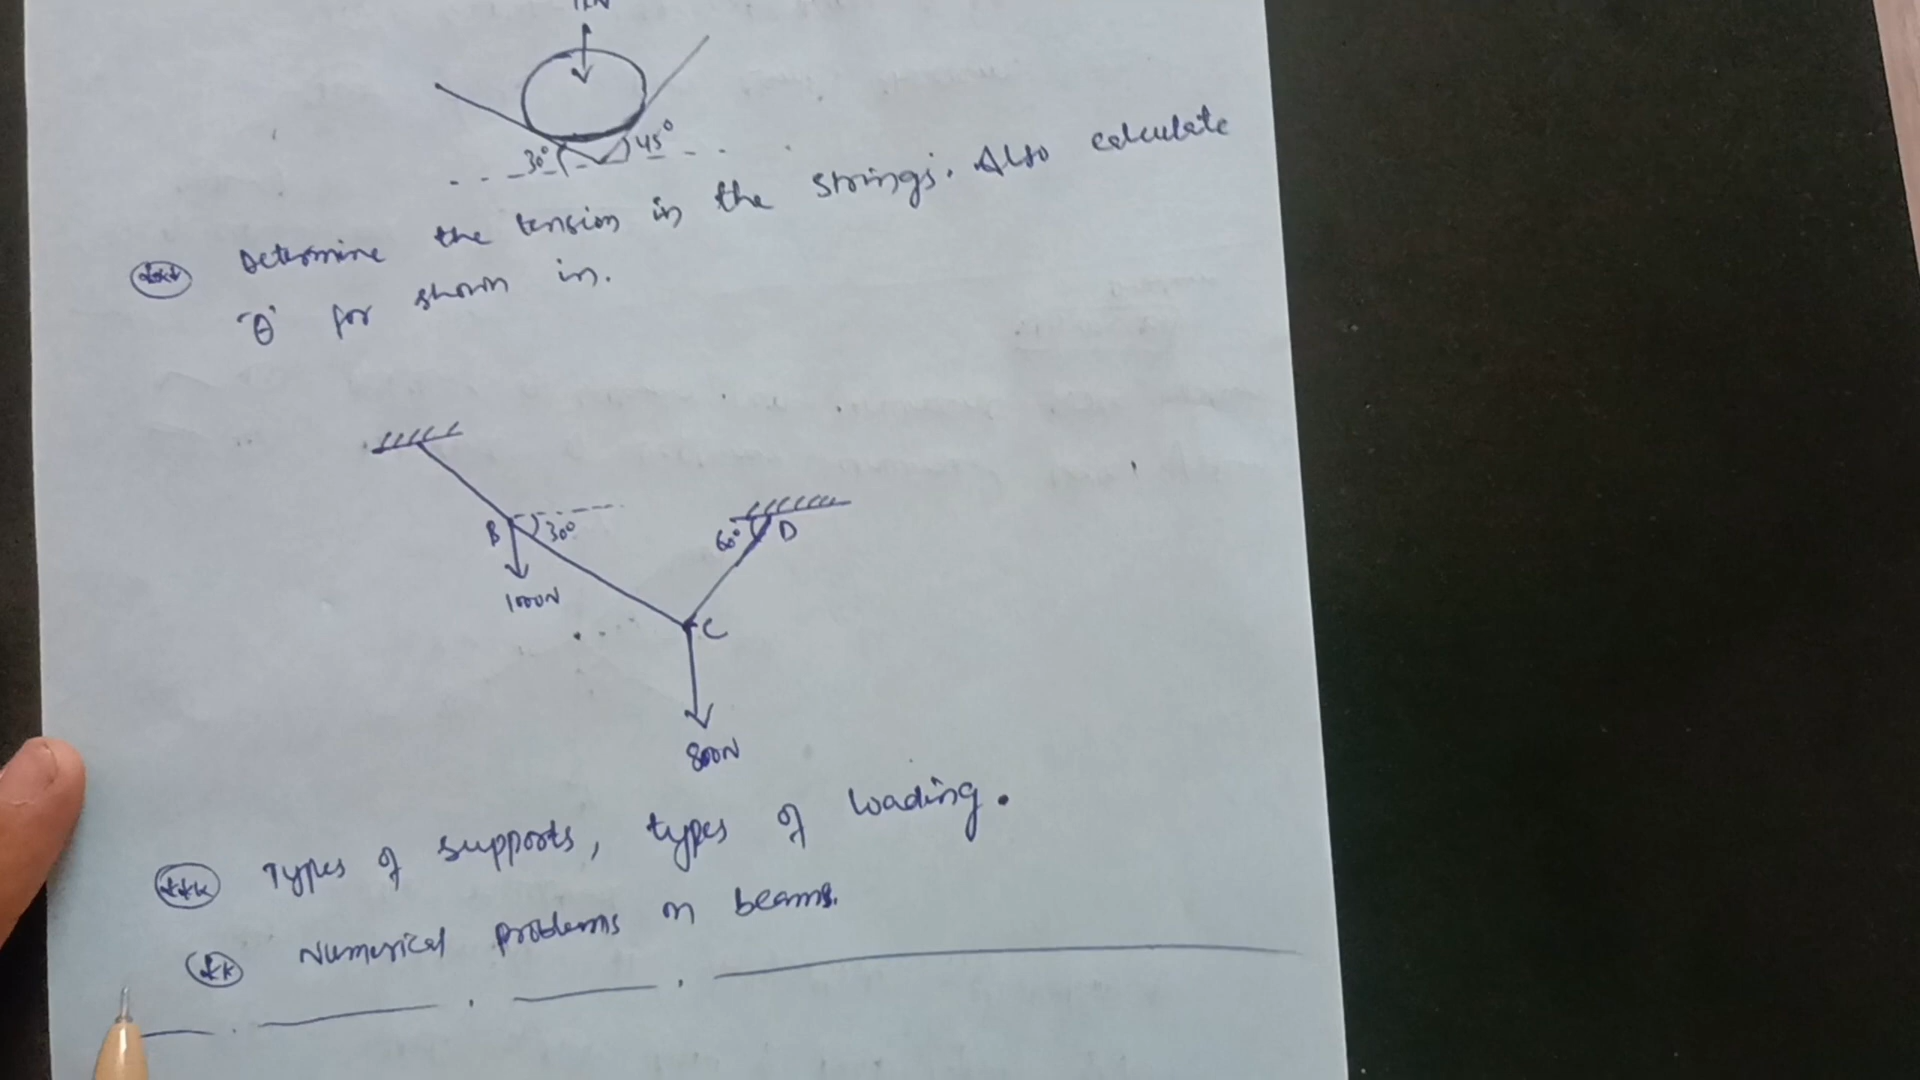 1kN
30° 45°
*** Determine the tension in the strings. Also calculate
'θ' for shown in.
B 30°
60° D
1000N
C
800N
*** Types of supports, types of loading.
** Numerical problems on beams.